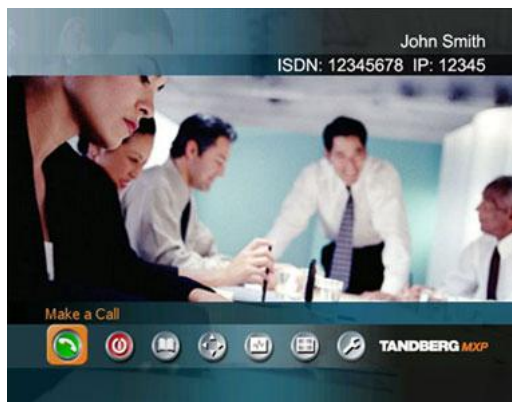 John Smith
ISDN: 12345678 IP: 12345
Make a Call
TANDBERG MXP